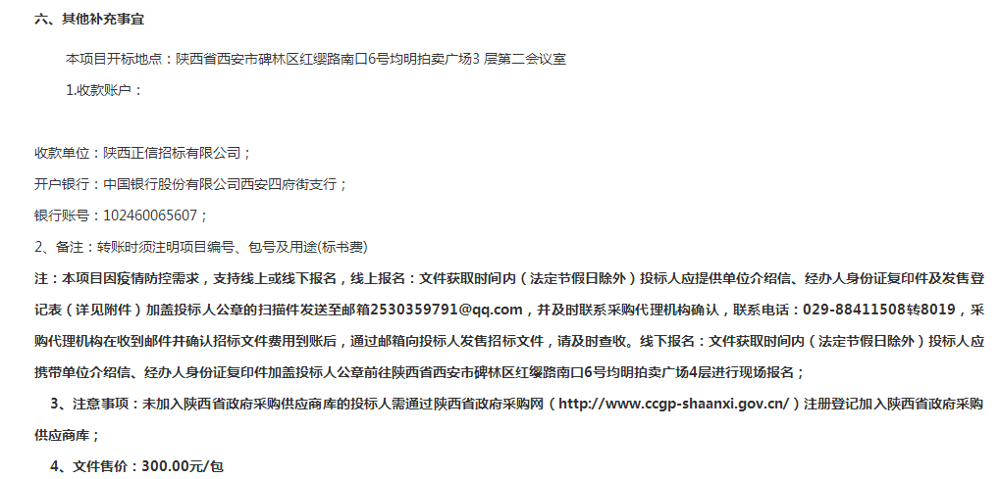 六、其他补充事宜
本项目开标地点：陕西省西安市碑林区红缨路南口6号均明拍卖广场3 层第二会议室
1.收款账户：
收款单位：陕西正信招标有限公司；
开户银行：中国银行股份有限公司西安四府街支行；
银行账号：102460065607；
2、备注：转账时须注明项目编号、包号及用途(标书费)
注：本项目因疫情防控需求，支持线上或线下报名，线上报名：文件获取时间内（法定节假日除外）投标人应提供单位介绍信、经办人身份证复印件及发售登
记表（详见附件）加盖投标人公章的扫描件发送至邮箱2530359791@qq.com，并及时联系采购代理机构确认，联系电话：029-88411508转8019，采
购代理机构在收到邮件并确认招标文件费用到账后，通过邮箱向投标人发售招标文件，请及时查收。线下报名：文件获取时间内（法定节假日除外）投标人应
携带单位介绍信、经办人身份证复印件加盖投标人公章前往陕西省西安市碑林区红缨路南口6号均明拍卖广场4层进行现场报名；
3、注意事项：未加入陕西省政府采购供应商库的投标人需通过陕西省政府采购网（http://www.ccgp-shaanxi.gov.cn/）注册登记加入陕西省政府采购
供应商库；
4、文件售价：300.00元/包